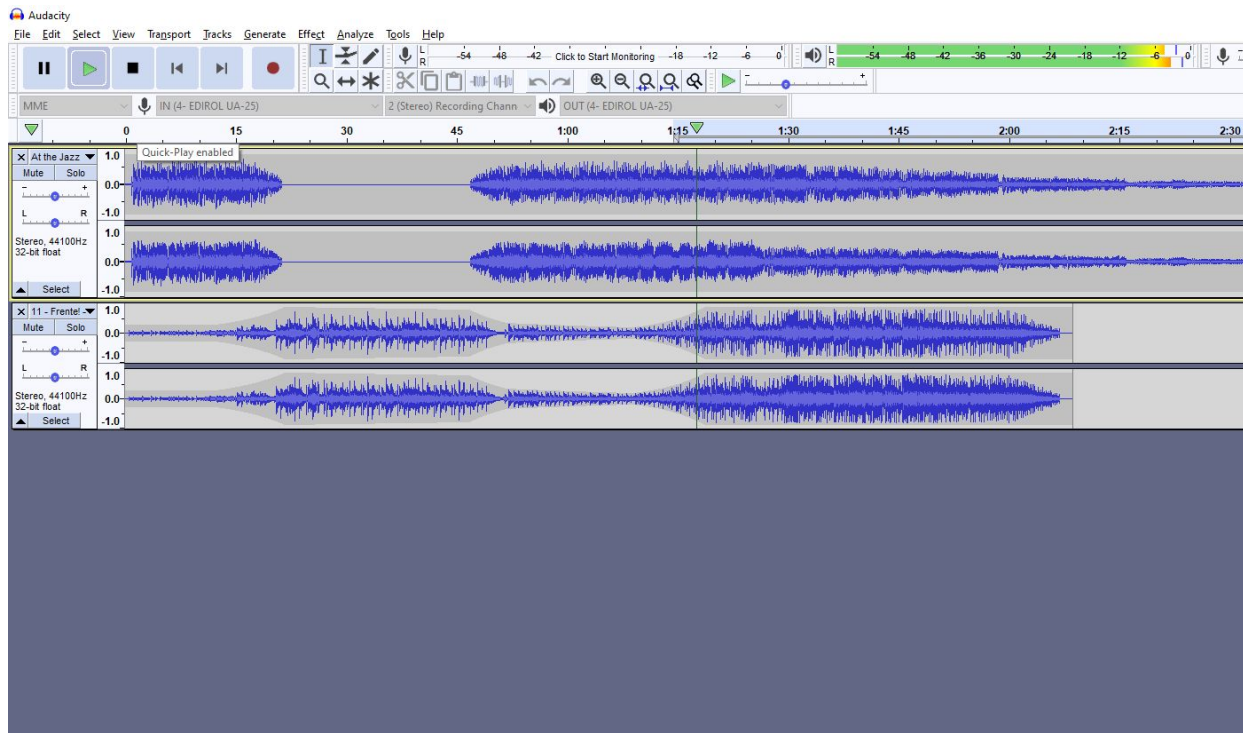 Audacity
File Edit Select View Transport Tracks Generate Effect Analyze Tools Help
L R -54 -48 -42 Click to Start Monitoring -18 -12 -6 0 L R -54 -48 -42 -36 -30 -24 -18 -12 -6 0
MME IN (4- EDIROL UA-25) 2 (Stereo) Recording Chann OUT (4- EDIROL UA-25)
0 15 30 45 1:00 1:15 1:30 1:45 2:00 2:15 2:30
Quick-Play enabled
× At the Jazz 1.0
Mute Solo
- +
0.0
L R
-1.0
Stereo, 44100Hz
1.0
32-bit float
0.0
Select -1.0
× 11 - Frente! - 1.0
Mute Solo
0.0
- +
-1.0
L R
1.0
Stereo, 44100Hz
0.0
32-bit float
Select -1.0